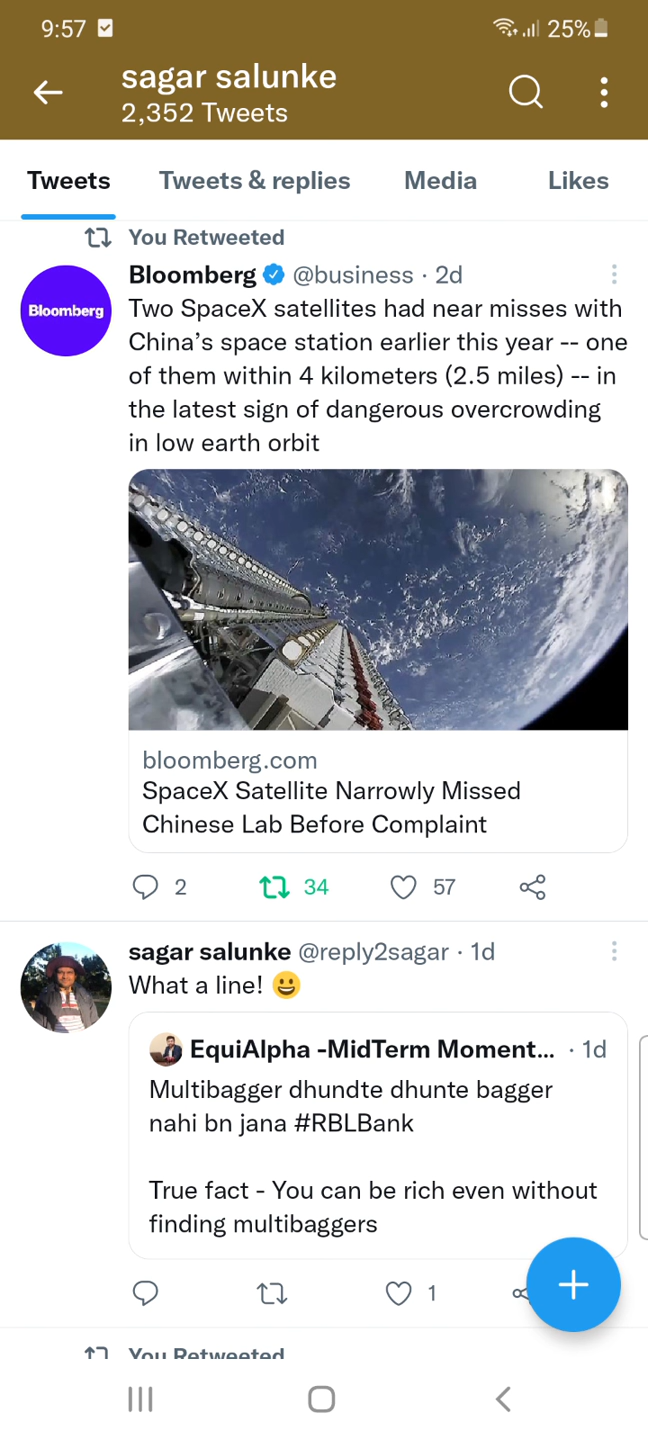 9:57
25%
sagar salunke
2,352 Tweets
Tweets
Tweets & replies
Media
Likes
You Retweeted
Bloomberg @business · 2d
Bloomberg
Two SpaceX satellites had near misses with
China’s space station earlier this year -- one
of them within 4 kilometers (2.5 miles) -- in
the latest sign of dangerous overcrowding
in low earth orbit
bloomberg.com
SpaceX Satellite Narrowly Missed
Chinese Lab Before Complaint
2
34
57
sagar salunke @reply2sagar · 1d
What a line! 😃
EquiAlpha -MidTerm Moment... · 1d
Multibagger dhundte dhunte bagger
nahi bn jana #RBLBank
True fact - You can be rich even without
finding multibaggers
1
You Retweeted